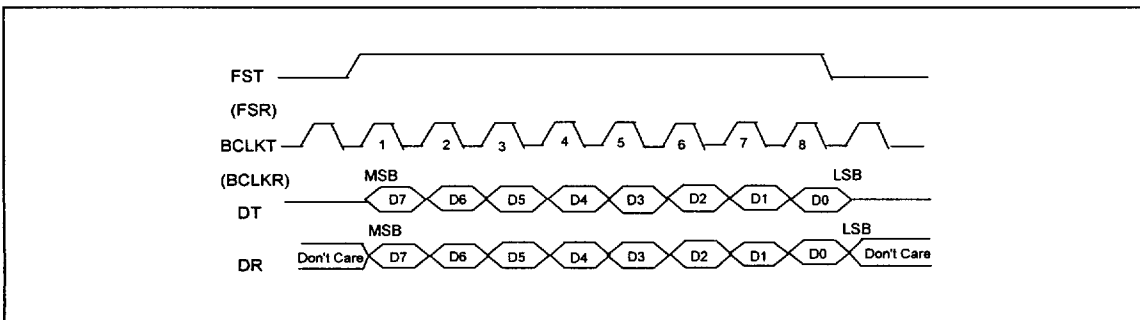 FST
(FSR)
BCLKT 1 2 3 4 5 6 7 8
(BCLKR) MSB LSB
DT D7 D6 D5 D4 D3 D2 D1 D0
MSB LSB
DR Don't Care D7 D6 D5 D4 D3 D2 D1 D0 Don't Care